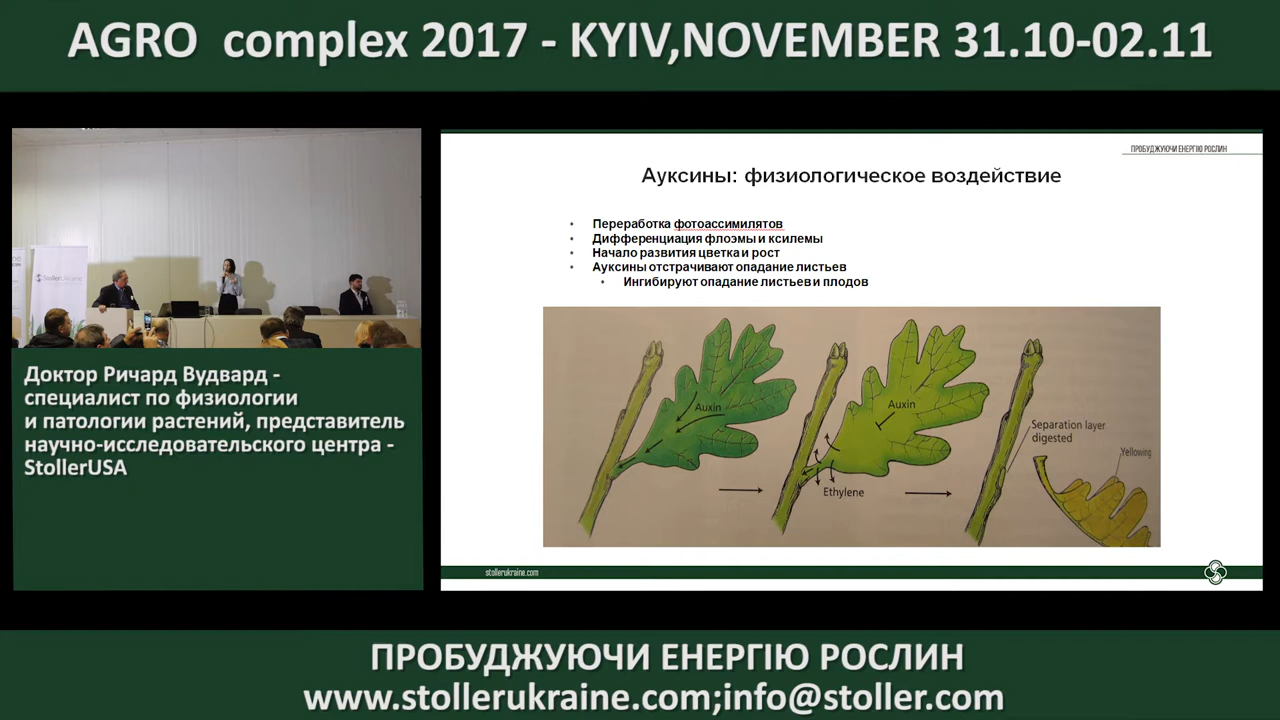 AGRO complex 2017 - KYIV,NOVEMBER 31.10-02.11
StollerUkraine
Доктор Ричард Вудвард -
специалист по физиологии
и патологии растений, представитель
научно-исследовательского центра -
StollerUSA
ПРОБУДЖУЮЧИ ЕНЕРГІЮ РОСЛИН
Ауксины: физиологическое воздействие
• Переработка фотоассимилятов
• Дифференциация флоэмы и ксилемы
• Начало развития цветка и рост
• Ауксины отстрачивают опадание листьев
• Ингибируют опадание листьев и плодов
Auxin
Auxin
Ethylene
Separation layer
digested
Yellowing
stollerukraine.com
ПРОБУДЖУЮЧИ ЕНЕРГІЮ РОСЛИН
www.stollerukraine.com;info@stoller.com